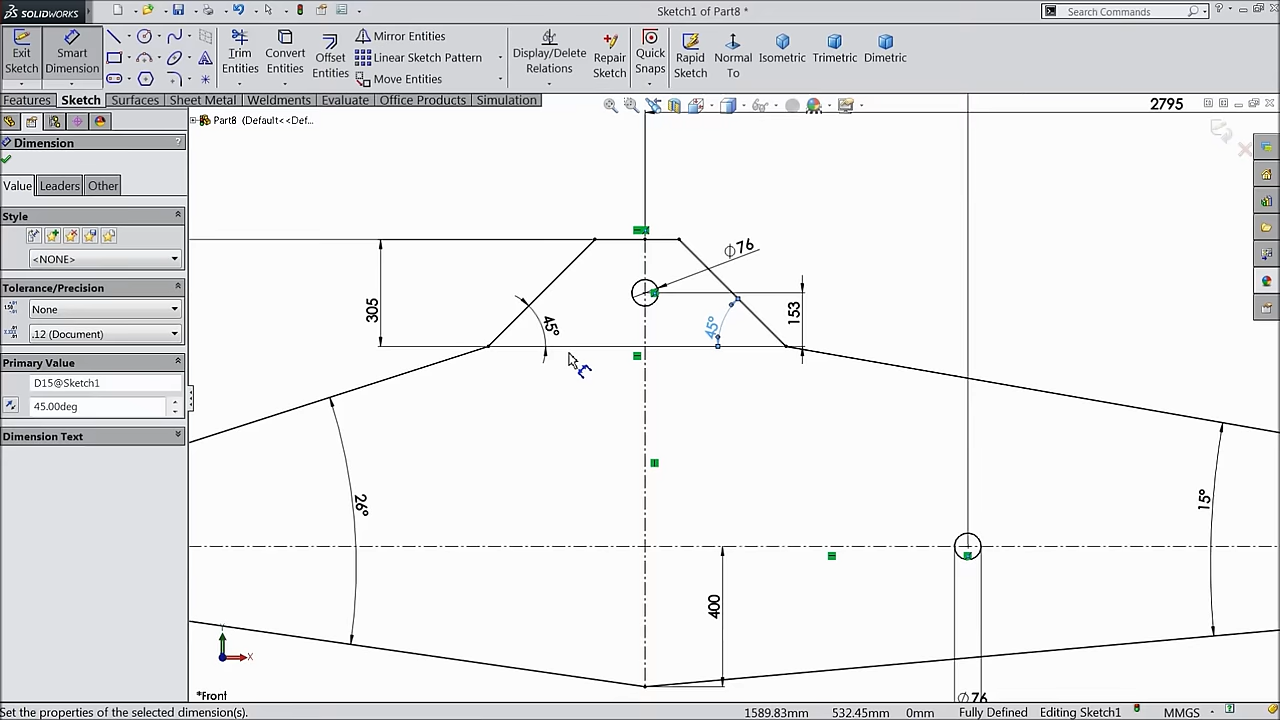 SOLIDWORKS
Sketch1 of Part8 *
Search Commands
Exit Sketch
Smart Dimension
Trim Entities
Convert Entities
Offset Entities
Mirror Entities
Linear Sketch Pattern
Move Entities
Display/Delete Relations
Repair Sketch
Quick Snaps
Rapid Sketch
Normal To
Isometric
Trimetric
Dimetric
Features Sketch Surfaces Sheet Metal Weldments Evaluate Office Products Simulation
Part8 (Default<<Def...
2795
Dimension
Value Leaders Other
Style
<NONE>
Tolerance/Precision
None
.12 (Document)
Primary Value
D15@Sketch1
45.00deg
Dimension Text
∅76
305
45°
45°
153
26°
15°
400
∅76
Y
X
*Front
Set the properties of the selected dimension(s).
1589.83mm 532.45mm 0mm Fully Defined Editing Sketch1 MMGS